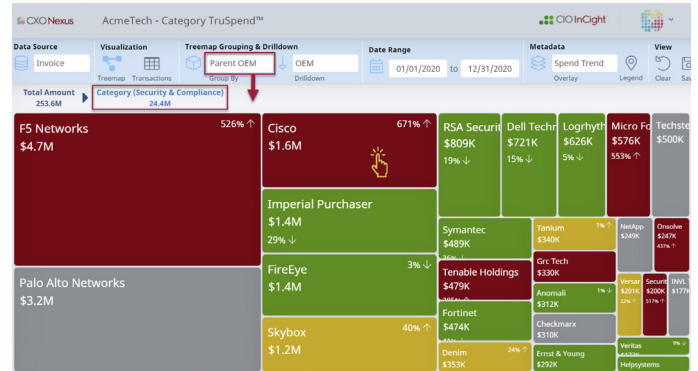 CXO Nexus
AcmeTech - Category TruSpend™
CIO InCight
Data Source
Visualization
Treemap Grouping & Drilldown
Date Range
Metadata
View
Invoice
Treemap
Transactions
Parent OEM
Group By
OEM
Drilldown
01/01/2020 to 12/31/2020
Spend Trend
Overlay
Legend
Clear
Sav
Total Amount
253.6M
Category (Security & Compliance)
24.4M
F5 Networks
526% ↑
$4.7M
Palo Alto Networks
$3.2M
Cisco
671% ↑
$1.6M
Imperial Purchaser
$1.4M
29% ↓
FireEye
3% ↓
$1.4M
Skybox
40% ↑
$1.2M
RSA Securit
$809K
19% ↓
Dell Techr
$721K
15% ↓
Logrhyth
$626K
5% ↓
Micro Fo
$576K
553% ↑
Techste
$500K
Symantec
$489K
Tenable Holdings
$479K
Fortinet
$474K
Denim
24% ↑
$353K
Tanium
1% ↑
$340K
Grc Tech
$330K
Anomali
1% ↓
$312K
Checkmarx
$310K
Ernst & Young
$292K
NetApp
$249K
Onsolve
$247K
437% ↑
Versar
$201K
22% ↑
Securit
$200K
517% ↑
INVL
$177K
Veritas
Helpsystems